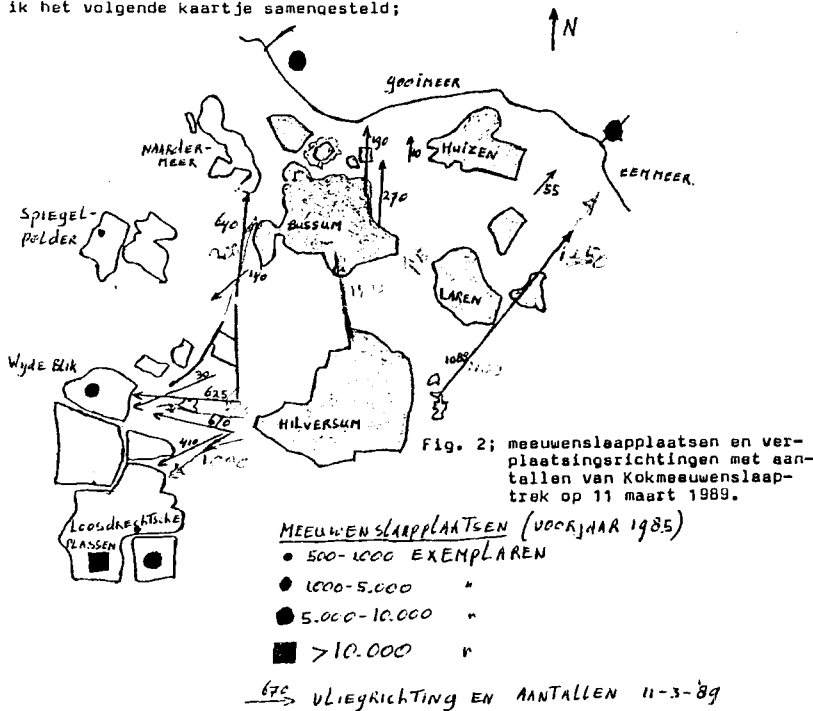 ik het volgende kaartje samengesteld;
N
GOOIMEER
NAARDER-
MEER
190
10
HUIZEN
EEMMEER.
270
55
SPIEGEL-
POLDER
640
BUSSUM
140
LAREN
1089
WYDE BLIK
30
625
670
HILVERSUM
410
Fig. 2; meeuwenslaapplaatsen en ver-
plaatsingsrichtingen met aan-
tallen van Kokmeeuwenslaap-
trek op 11 maart 1989.
LOOSDRECHTSCHE
PLASSEN
MEEUWENSLAAPPLAATSEN (VOORJAAR 1985)
500-1000 EXEMPLAREN
1000-5.000 "
5.000-10.000 "
>10.000 "
670 VLIEGRICHTING EN AANTALLEN 11-3-'89